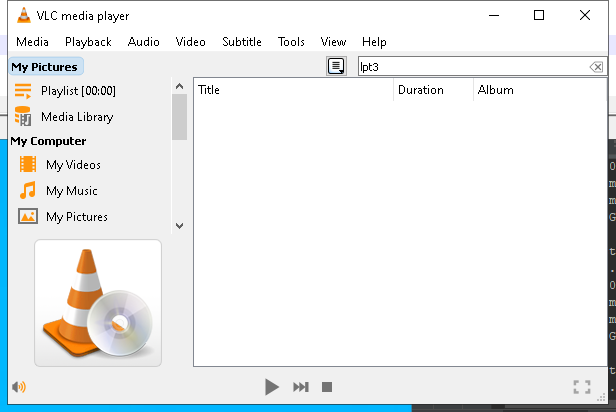 VLC media player
Media Playback Audio Video Subtitle Tools View Help
My Pictures
lpt3
Playlist [00:00]
Media Library
My Computer
My Videos
My Music
My Pictures
Title Duration Album